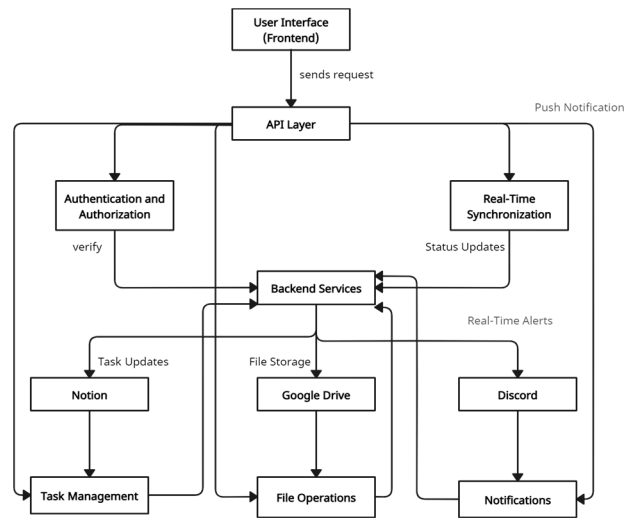 User Interface
(Frontend)
sends request
Push Notification
API Layer
Authentication and
Authorization
Real-Time
Synchronization
verify
Status Updates
Backend Services
Real-Time Alerts
Task Updates
File Storage
Notion
Google Drive
Discord
Task Management
File Operations
Notifications